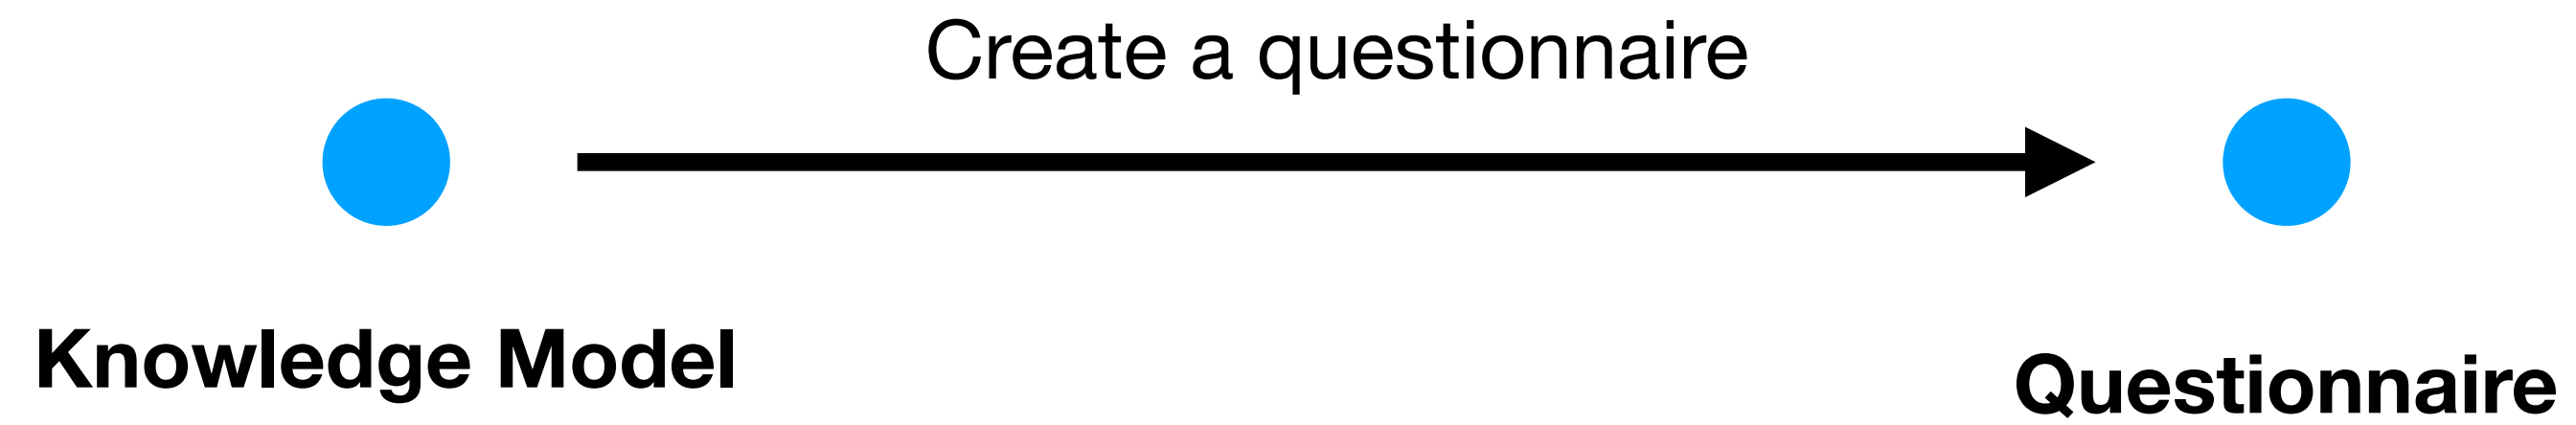 Create a questionnaire
Knowledge Model
Questionnaire